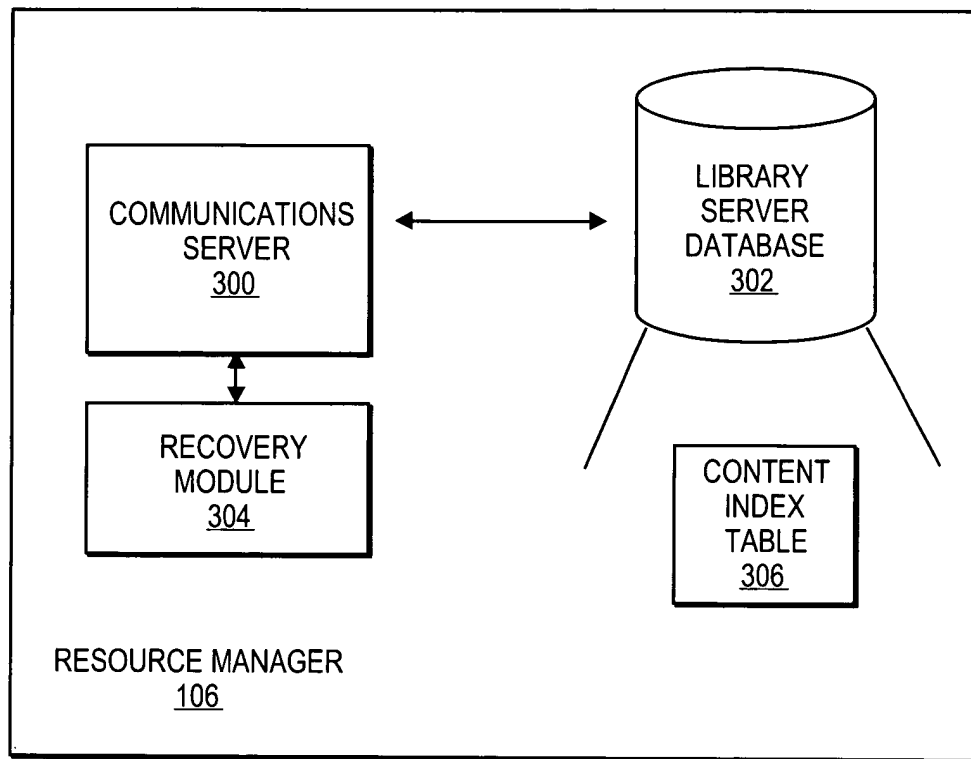 COMMUNICATIONS
SERVER
300
LIBRARY
SERVER
DATABASE
302
RECOVERY
MODULE
304
CONTENT
INDEX
TABLE
306
RESOURCE MANAGER
106